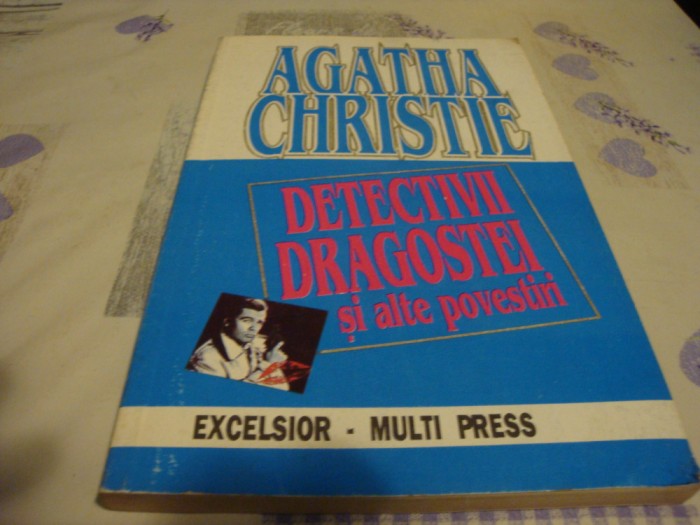 AGATHA
CHRISTIE
DETECTIVII
DRAGOSTEI
și alte povestiri
EXCELSIOR - MULTI PRESS